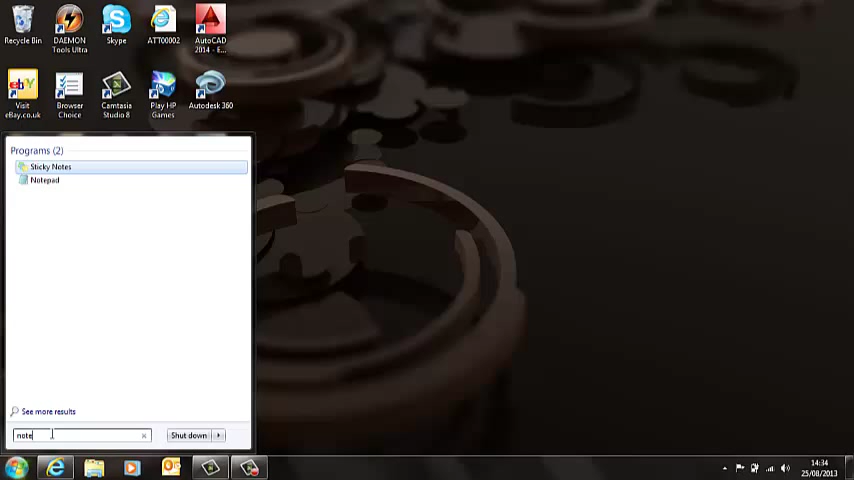 Recycle Bin
DAEMON Tools Ultra
Skype
ATT00002
AutoCAD 2014 - E...
Visit eBay.co.uk
Browser Choice
Camtasia Studio 8
Play HP Games
Autodesk 360
Programs (2)
Sticky Notes
Notepad
See more results
note
Shut down
14:34
25/08/2013